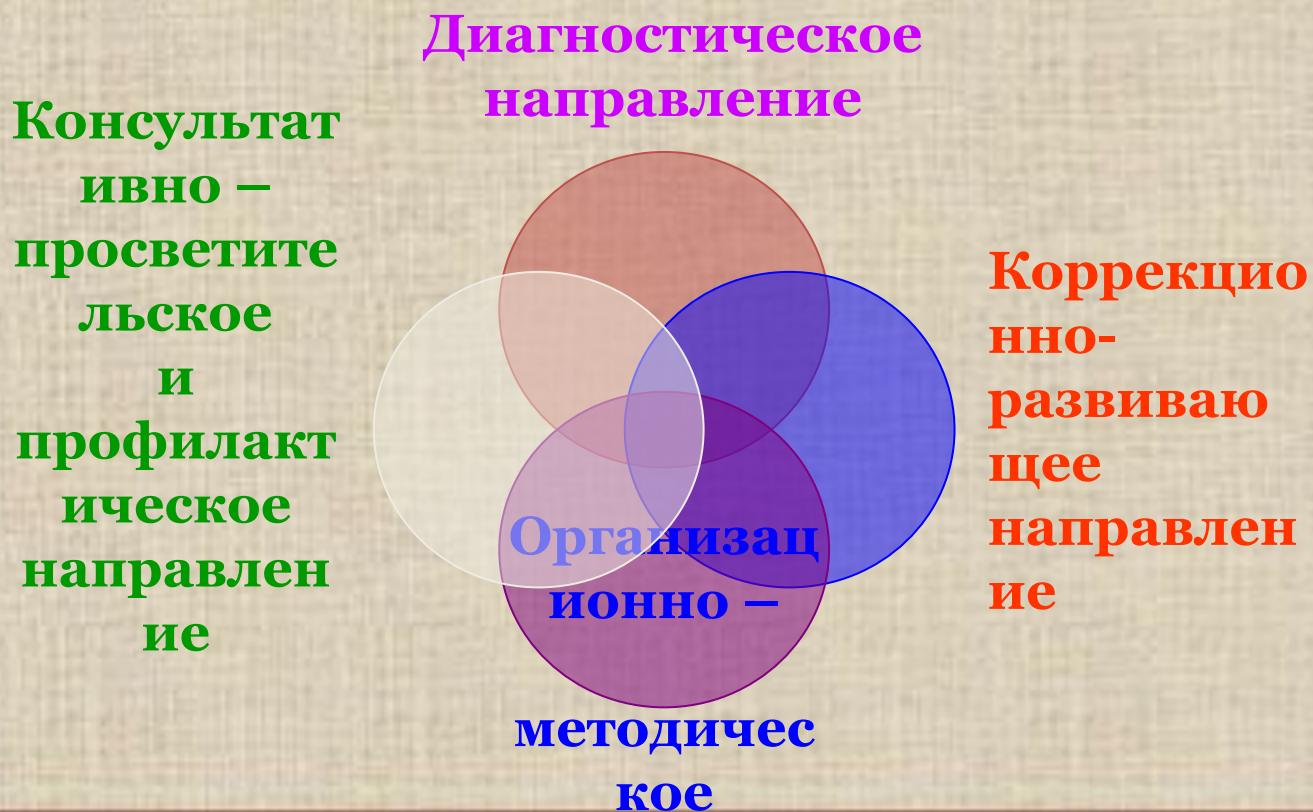 Диагностическое
направление
Консультат
ивно –
просветите
льское
и
профилакт
ическое
направлен
ие
Коррекцио
нно-
развиваю
щее
направлен
ие
Организац
ионно –
методичес
кое